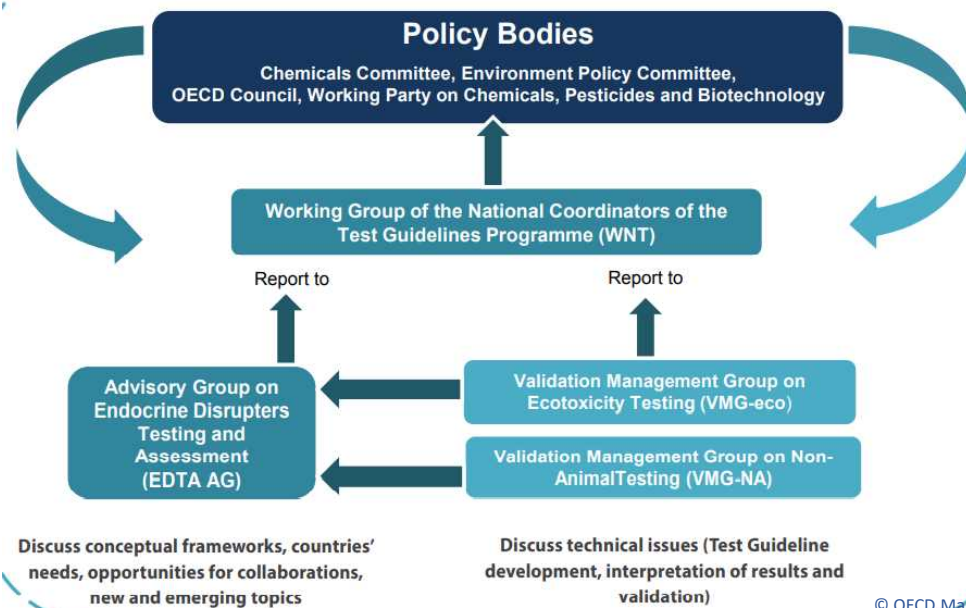 Policy Bodies
Chemicals Committee, Environment Policy Committee,
OECD Council, Working Party on Chemicals, Pesticides and Biotechnology
Working Group of the National Coordinators of the
Test Guidelines Programme (WNT)
Report to
Report to
Advisory Group on
Endocrine Disrupters
Testing and
Assessment
(EDTA AG)
Validation Management Group on
Ecotoxicity Testing (VMG-eco)
Validation Management Group on Non-
AnimalTesting (VMG-NA)
Discuss conceptual frameworks, countries'
needs, opportunities for collaborations,
new and emerging topics
Discuss technical issues (Test Guideline
development, interpretation of results and
validation)
© OECD